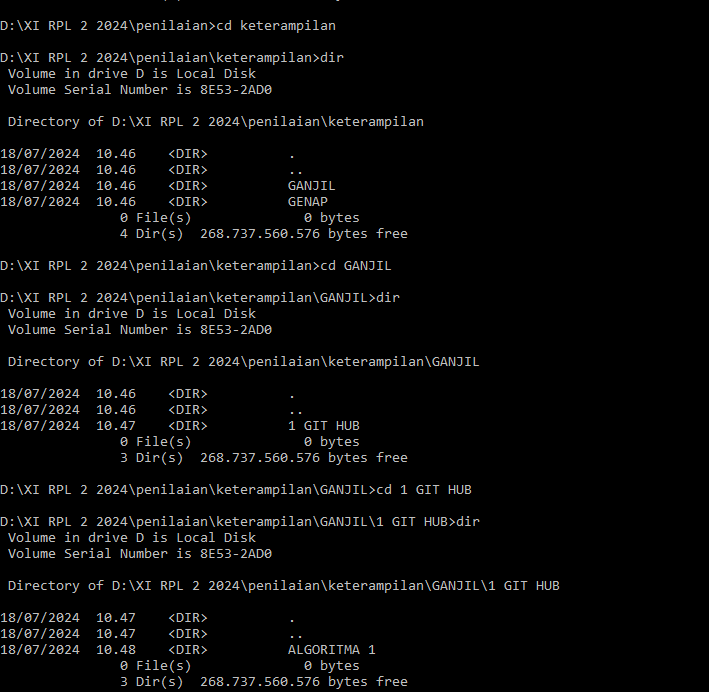 D:\XI RPL 2 2024\penilaian>cd keterampilan
D:\XI RPL 2 2024\penilaian\keterampilan>dir
Volume in drive D is Local Disk
Volume Serial Number is 8E53-2AD0
Directory of D:\XI RPL 2 2024\penilaian\keterampilan
18/07/2024  10.46    <DIR>          .
18/07/2024  10.46    <DIR>          ..
18/07/2024  10.46    <DIR>          GANJIL
18/07/2024  10.46    <DIR>          GENAP
0 File(s)              0 bytes
4 Dir(s)  268.737.560.576 bytes free
D:\XI RPL 2 2024\penilaian\keterampilan>cd GANJIL
D:\XI RPL 2 2024\penilaian\keterampilan\GANJIL>dir
Volume in drive D is Local Disk
Volume Serial Number is 8E53-2AD0
Directory of D:\XI RPL 2 2024\penilaian\keterampilan\GANJIL
18/07/2024  10.46    <DIR>          .
18/07/2024  10.46    <DIR>          ..
18/07/2024  10.47    <DIR>          1 GIT HUB
0 File(s)              0 bytes
3 Dir(s)  268.737.560.576 bytes free
D:\XI RPL 2 2024\penilaian\keterampilan\GANJIL>cd 1 GIT HUB
D:\XI RPL 2 2024\penilaian\keterampilan\GANJIL\1 GIT HUB>dir
Volume in drive D is Local Disk
Volume Serial Number is 8E53-2AD0
Directory of D:\XI RPL 2 2024\penilaian\keterampilan\GANJIL\1 GIT HUB
18/07/2024  10.47    <DIR>          .
18/07/2024  10.47    <DIR>          ..
18/07/2024  10.48    <DIR>          ALGORITMA 1
0 File(s)              0 bytes
3 Dir(s)  268.737.560.576 bytes free